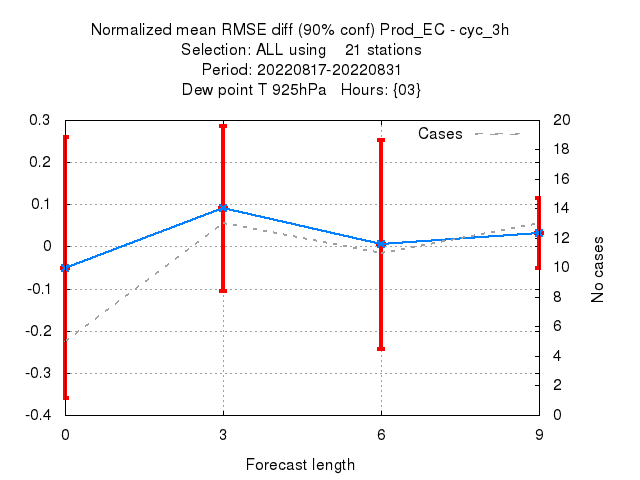 Normalized mean RMSE diff (90% conf) Prod_EC - cyc_3h
Selection: ALL using    21 stations
Period: 20220817-20220831
Dew point T 925hPa   Hours: {03}
Cases
0.3
0.2
0.1
0
-0.1
-0.2
-0.3
-0.4
20
18
16
14
12
10
8
6
4
2
0
No cases
0 3 6 9
Forecast length